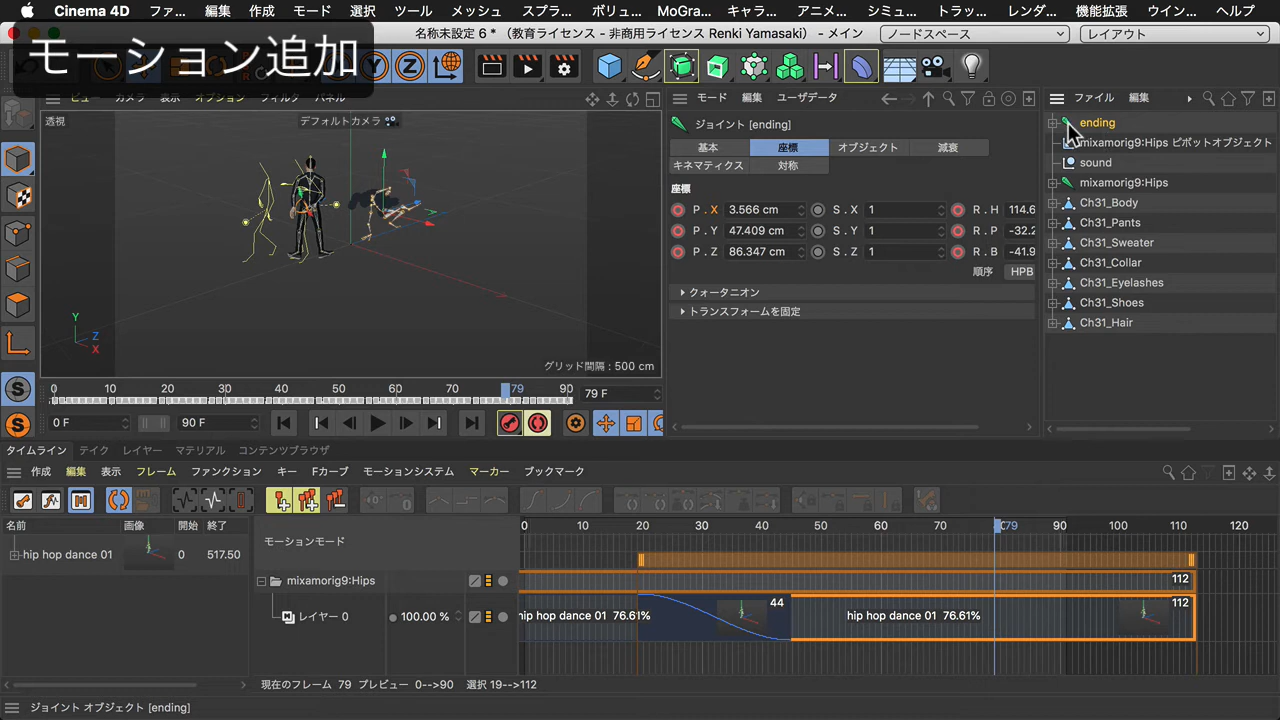 Cinema 4D ファ... 編集 作成 モード 選択 ツール メッシュ スプラ... ボリュ... MoGra... キャラ... アニメ... シミュ... トラッ... レンダ... 機能拡張 ウイン... ヘルプ
名称未設定 6 * （教育ライセンス - 非商用ライセンス Renki Yamasaki） - メイン
ノードスペース
レイアウト
モーション追加
ビュー カメラ 表示 オプション フィルタ パネル
透視
デフォルトカメラ
グリッド間隔 : 500 cm
Y
Z
X
0 10 20 30 40 50 60 70 79 90
79 F
0 F
90 F
モード 編集 ユーザデータ
ジョイント [ending]
基本 座標 オブジェクト 減衰
キネマティクス 対称
座標
P . X 3.566 cm S . X 1 R . H 114.6
P . Y 47.409 cm S . Y 1 R . P -32.2
P . Z 86.347 cm S . Z 1 R . B -41.9
順序 HPB
クォータニオン
トランスフォームを固定
ファイル 編集
ending
mixamorig9:Hips ピボットオブジェクト
sound
mixamorig9:Hips
Ch31_Body
Ch31_Pants
Ch31_Sweater
Ch31_Collar
Ch31_Eyelashes
Ch31_Shoes
Ch31_Hair
タイムライン テイク レイヤー マテリアル コンテンツブラウザ
作成 編集 表示 フレーム ファンクション キー Fカーブ モーションシステム マーカー ブックマーク
名前 画像 開始 終了
hip hop dance 01 0 517.50
0 10 20 30 40 50 60 70 79 90 100 110 120
モーションモード
mixamorig9:Hips
112
レイヤー 0 100.00 %
hip hop dance 01 76.61%
44
hip hop dance 01 76.61%
112
現在のフレーム 79 プレビュー 0-->90 選択 19-->112
ジョイント オブジェクト [ending]